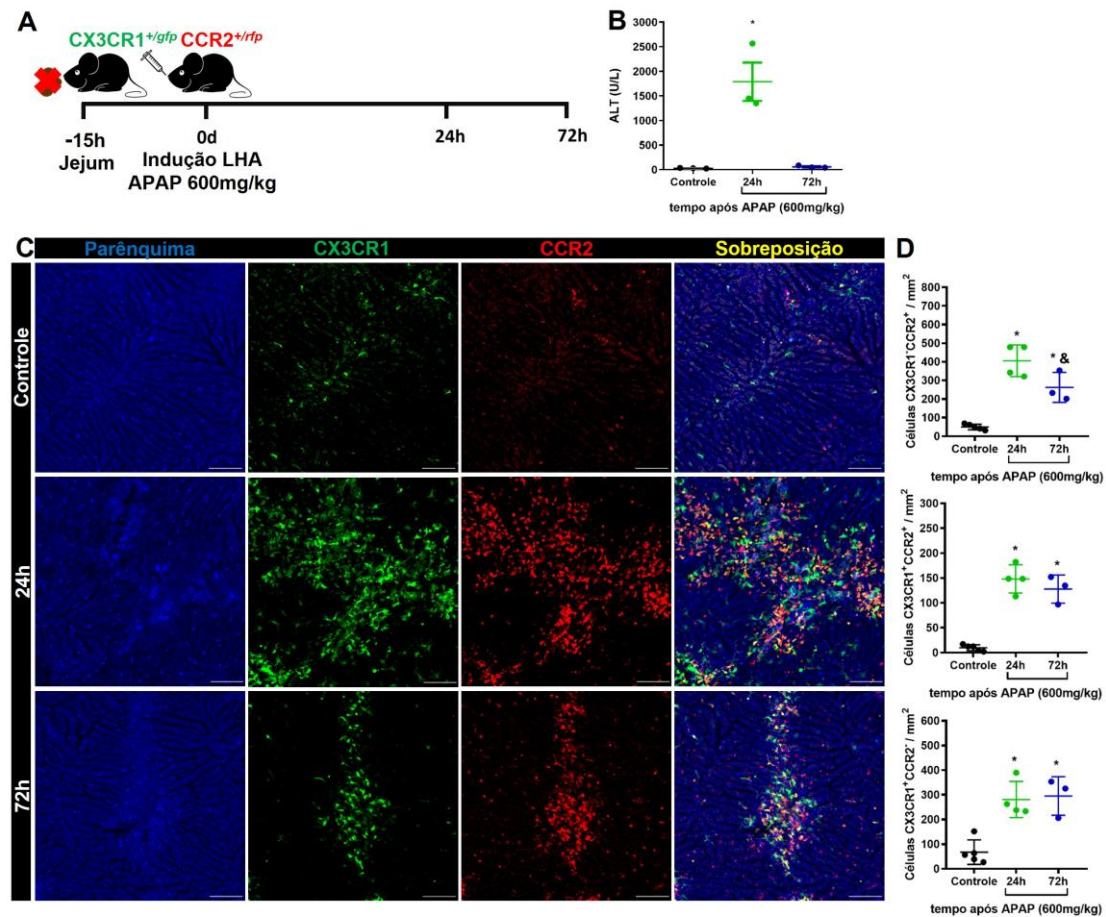 A
CX3CR1+/gfp CCR2+/rfp
-15h
Jejum
0d
Indução LHA
APAP 600mg/kg
24h
72h
B
ALT (U/L)
3000
2500
2000
1500
1000
500
0
*
Controle
24h
72h
tempo após APAP (600mg/kg)
C
Parênquima
CX3CR1
CCR2
Sobreposição
Controle
24h
72h
D
Células CX3CR1-CCR2+ / mm2
800
700
600
500
400
300
200
100
0
*
* &
Controle
24h
72h
tempo após APAP (600mg/kg)
Células CX3CR1+CCR2+ / mm2
300
250
200
150
100
50
0
*
*
Controle
24h
72h
tempo após APAP (600mg/kg)
Células CX3CR1+CCR2- / mm2
600
500
400
300
200
100
0
*
*
Controle
24h
72h
tempo após APAP (600mg/kg)